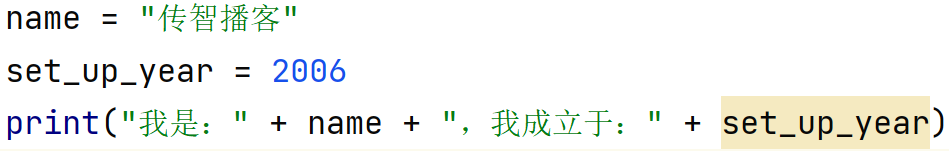 name = "传智播客"
set_up_year = 2006
print("我是：" + name + "，我成立于：" + set_up_year)